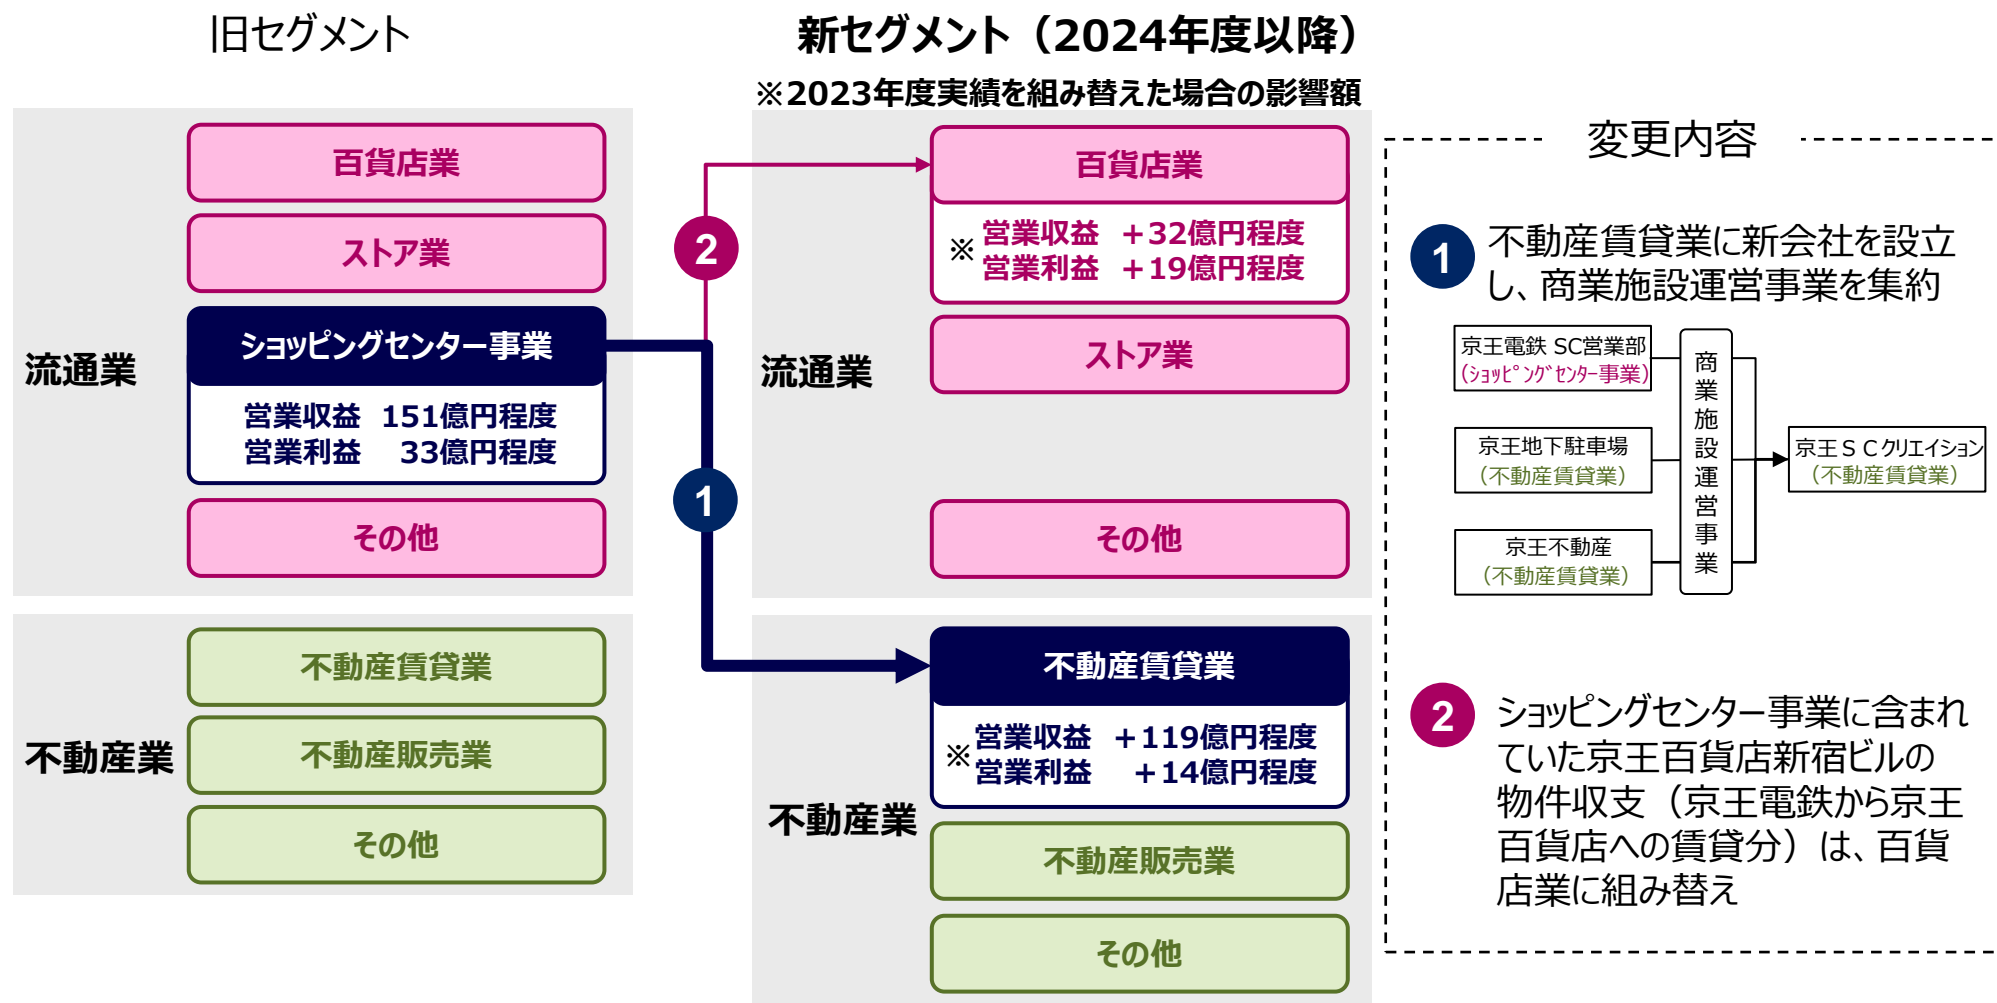 旧セグメント
新セグメント（2024年度以降）
※2023年度実績を組み替えた場合の影響額
流通業
百貨店業
ストア業
ショッピングセンター事業
営業収益 151億円程度
営業利益 33億円程度
その他
不動産業
不動産賃貸業
不動産販売業
その他
2
1
流通業
百貨店業
※
営業収益 +32億円程度
営業利益 +19億円程度
ストア業
その他
不動産業
不動産賃貸業
※
営業収益 +119億円程度
営業利益 +14億円程度
不動産販売業
その他
変更内容
1
不動産賃貸業に新会社を設立
し、商業施設運営事業を集約
京王電鉄 SC営業部
（ｼｮｯﾋﾟﾝｸﾞｾﾝﾀｰ事業）
京王地下駐車場
（不動産賃貸業）
京王不動産
（不動産賃貸業）
商業施設運営事業
京王ＳＣクリエイション
（不動産賃貸業）
2
ショッピングセンター事業に含まれ
ていた京王百貨店新宿ビルの
物件収支（京王電鉄から京王
百貨店への賃貸分）は、百貨
店業に組み替え